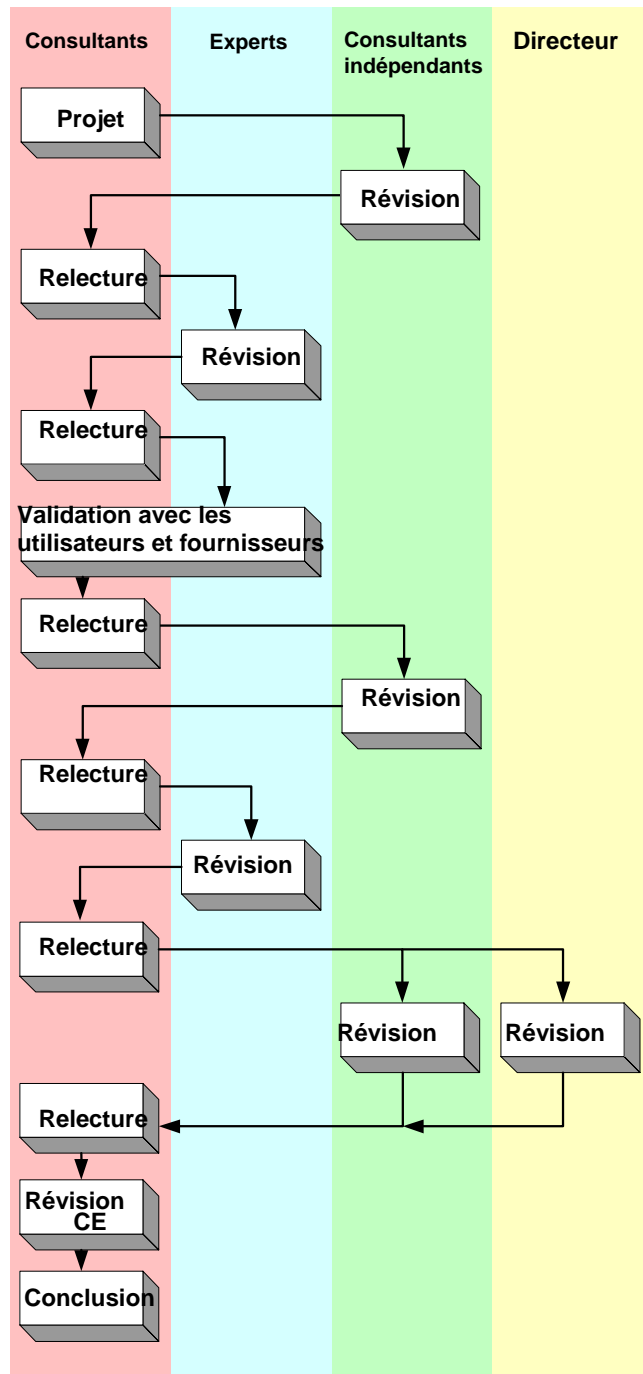 Consultants
Experts
Consultants
indépendants
Directeur
Projet
Révision
Relecture
Révision
Relecture
Validation avec les
utilisateurs et fournisseurs
Relecture
Révision
Relecture
Révision
Relecture
Révision
Révision
Relecture
Révision
CE
Conclusion